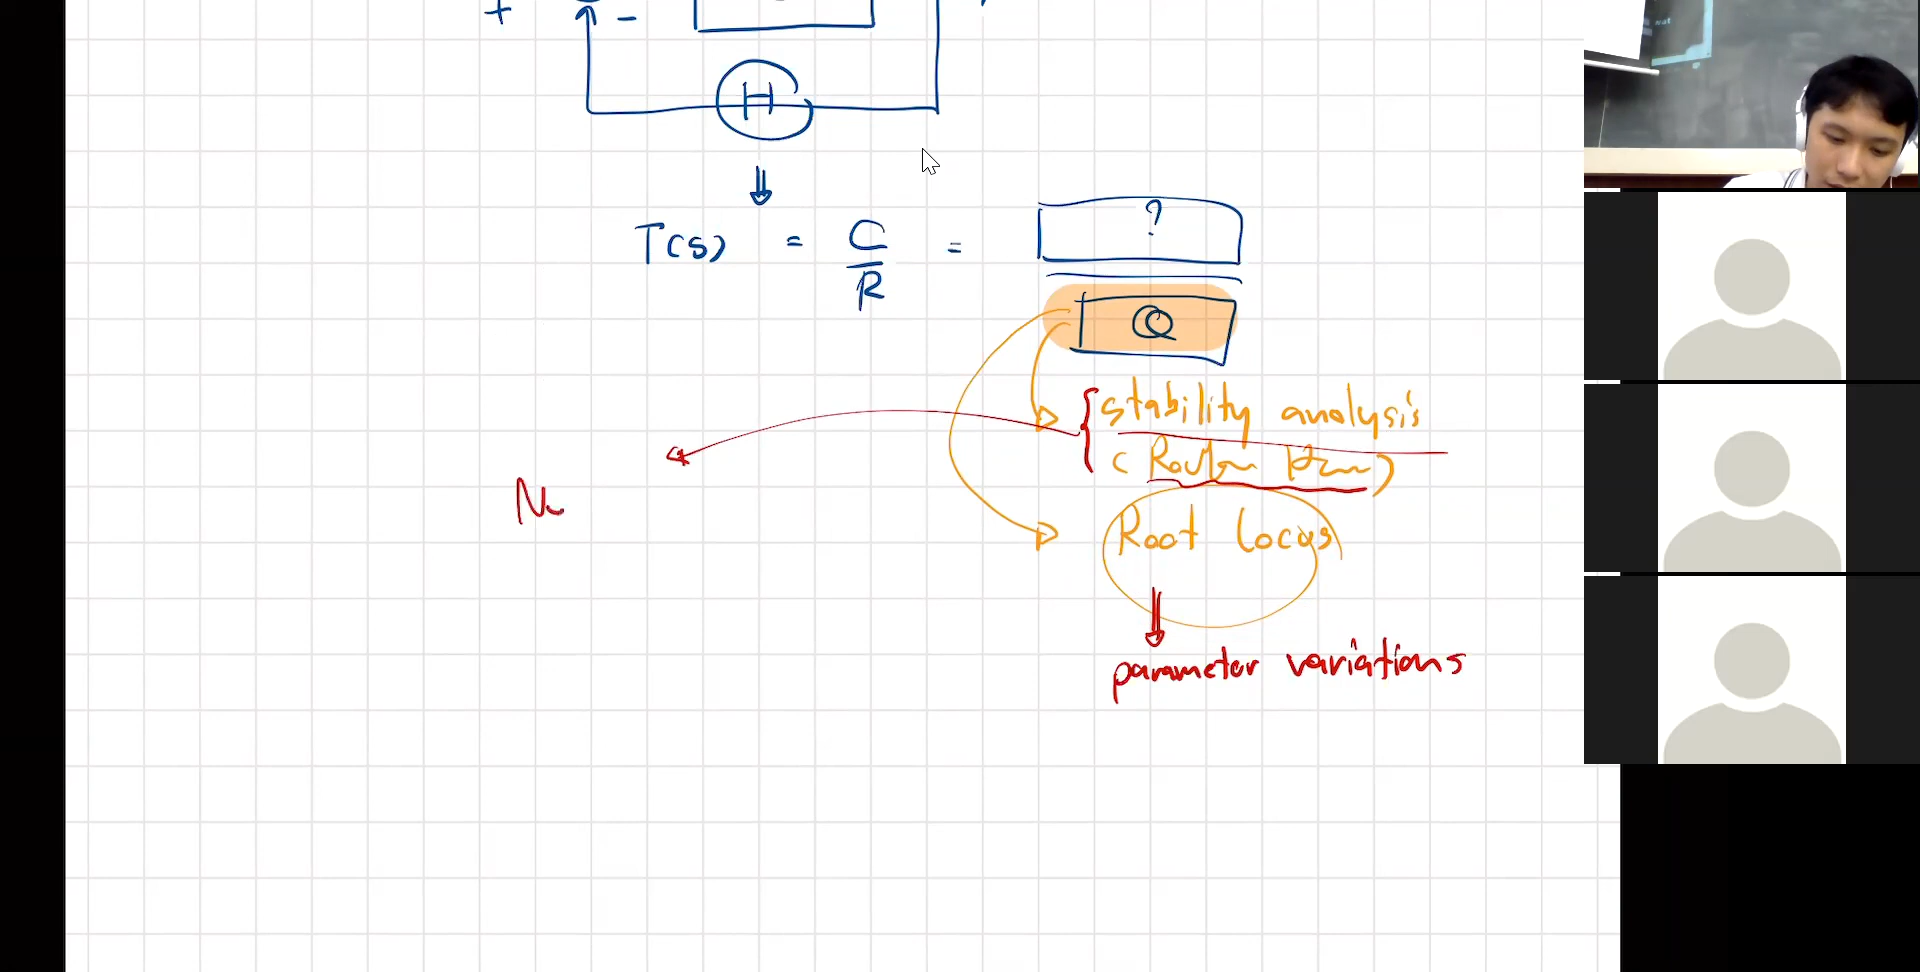 + -
H
T(s) = C/R = ?
Q
stability analysis
(Routh
Root locus
N
parameter variations